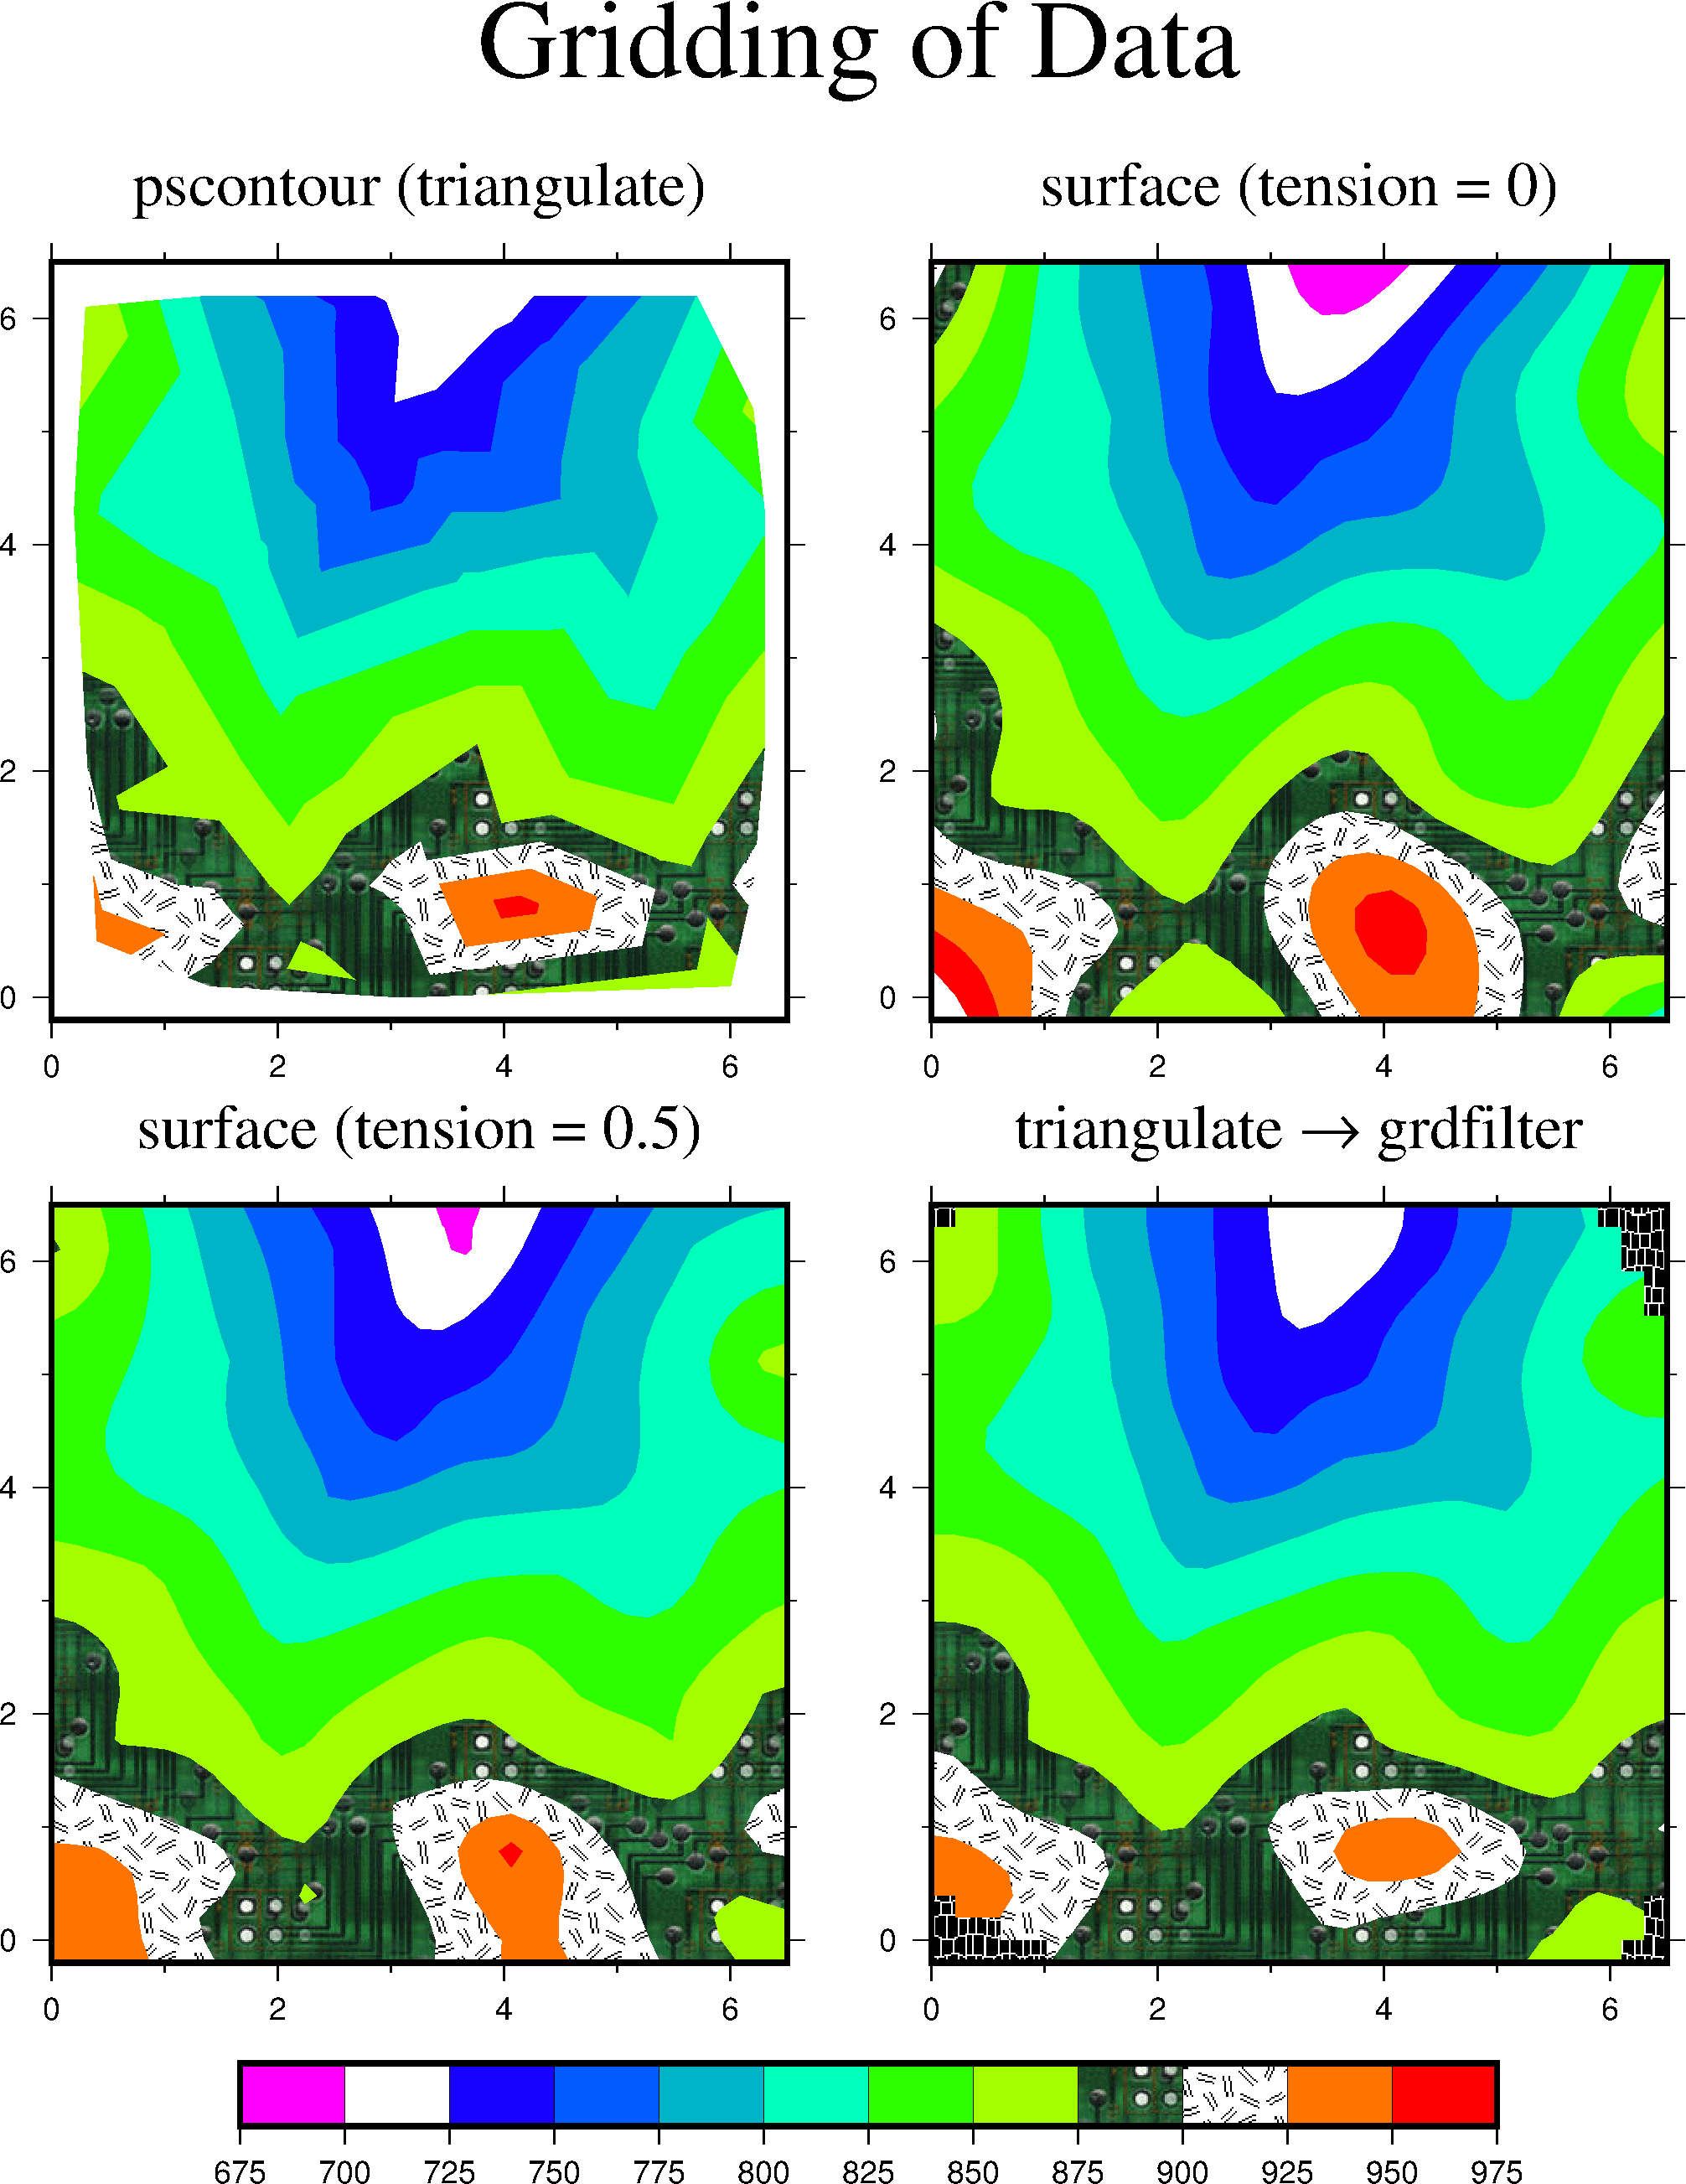 Gridding of Data
pscontour (triangulate)
surface (tension = 0)
6
4
2
0
0 2 4 6
6
4
2
0
0 2 4 6
surface (tension = 0.5)
triangulate → grdfilter
6
4
2
0
0 2 4 6
6
4
2
0
0 2 4 6
675 700 725 750 775 800 825 850 875 900 925 950 975